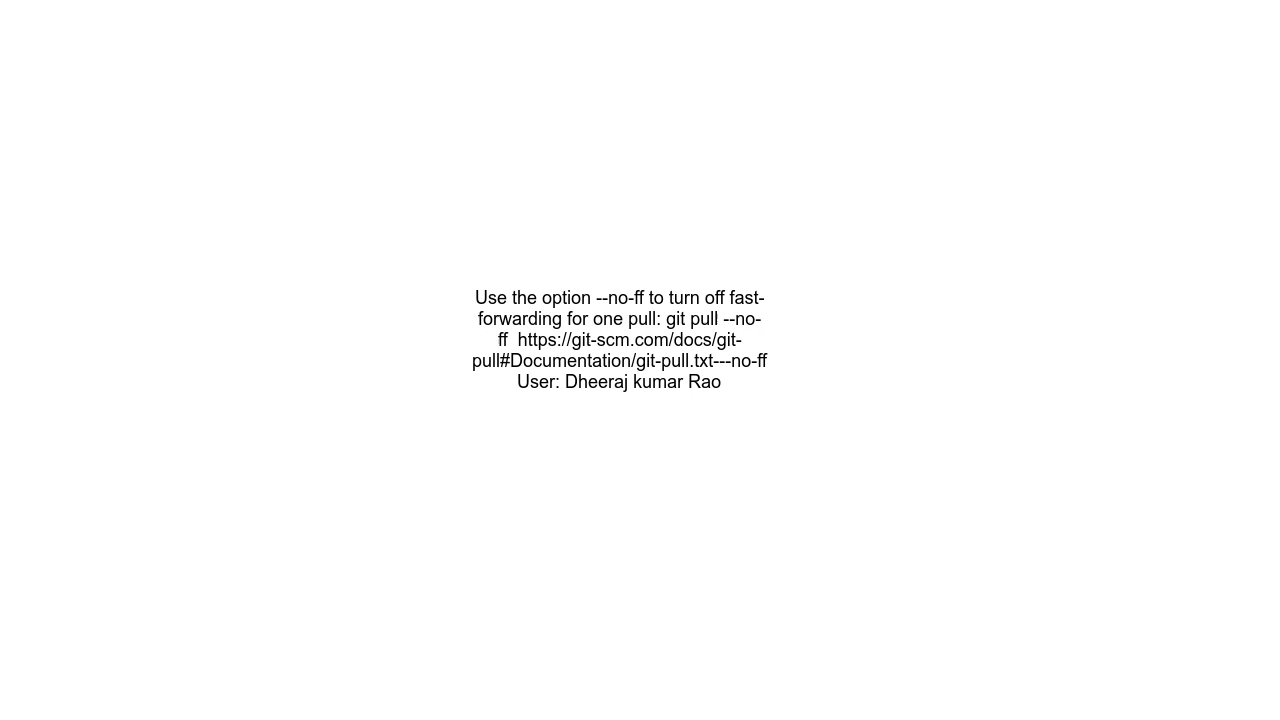 Use the option --no-ff to turn off fast-
forwarding for one pull: git pull --no-
ff  https://git-scm.com/docs/git-
pull#Documentation/git-pull.txt---no-ff
User: Dheeraj kumar Rao